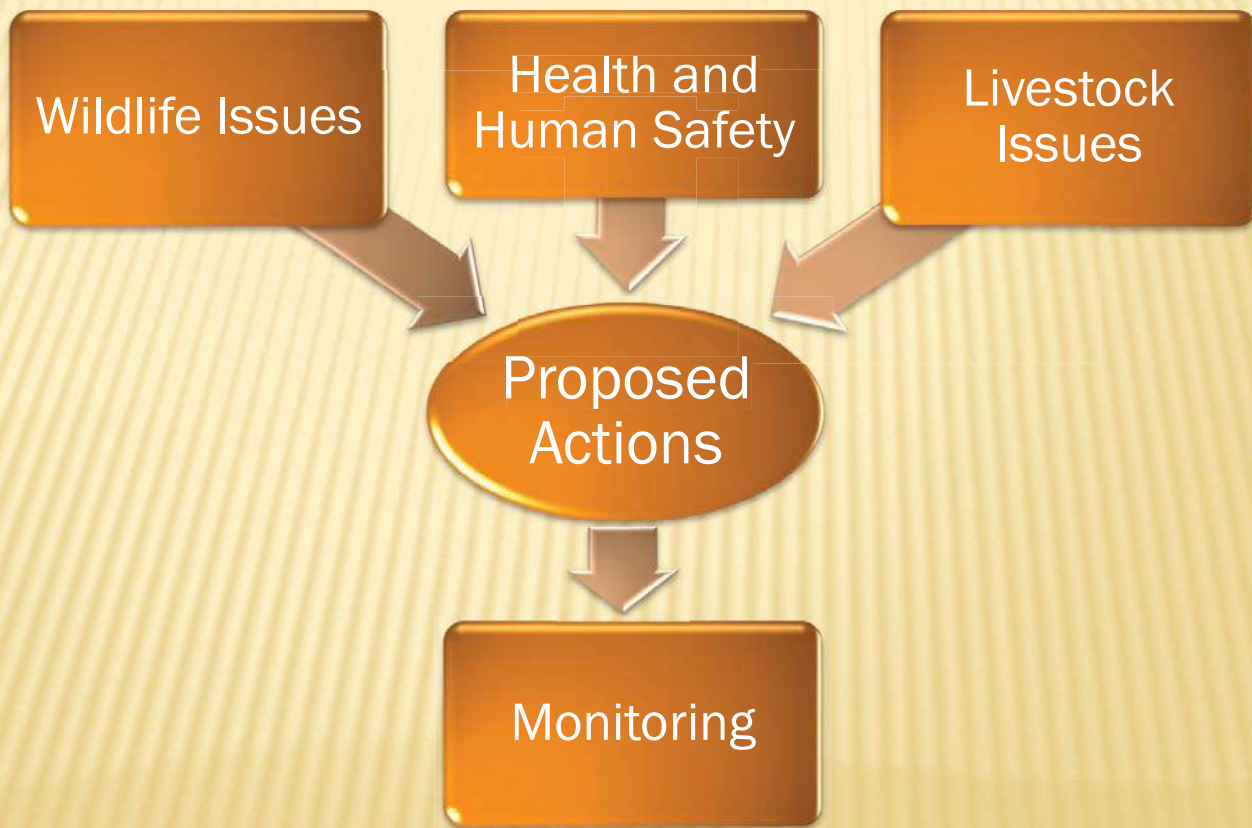 Wildlife Issues
Health and
Human Safety
Livestock
Issues
Proposed
Actions
Monitoring